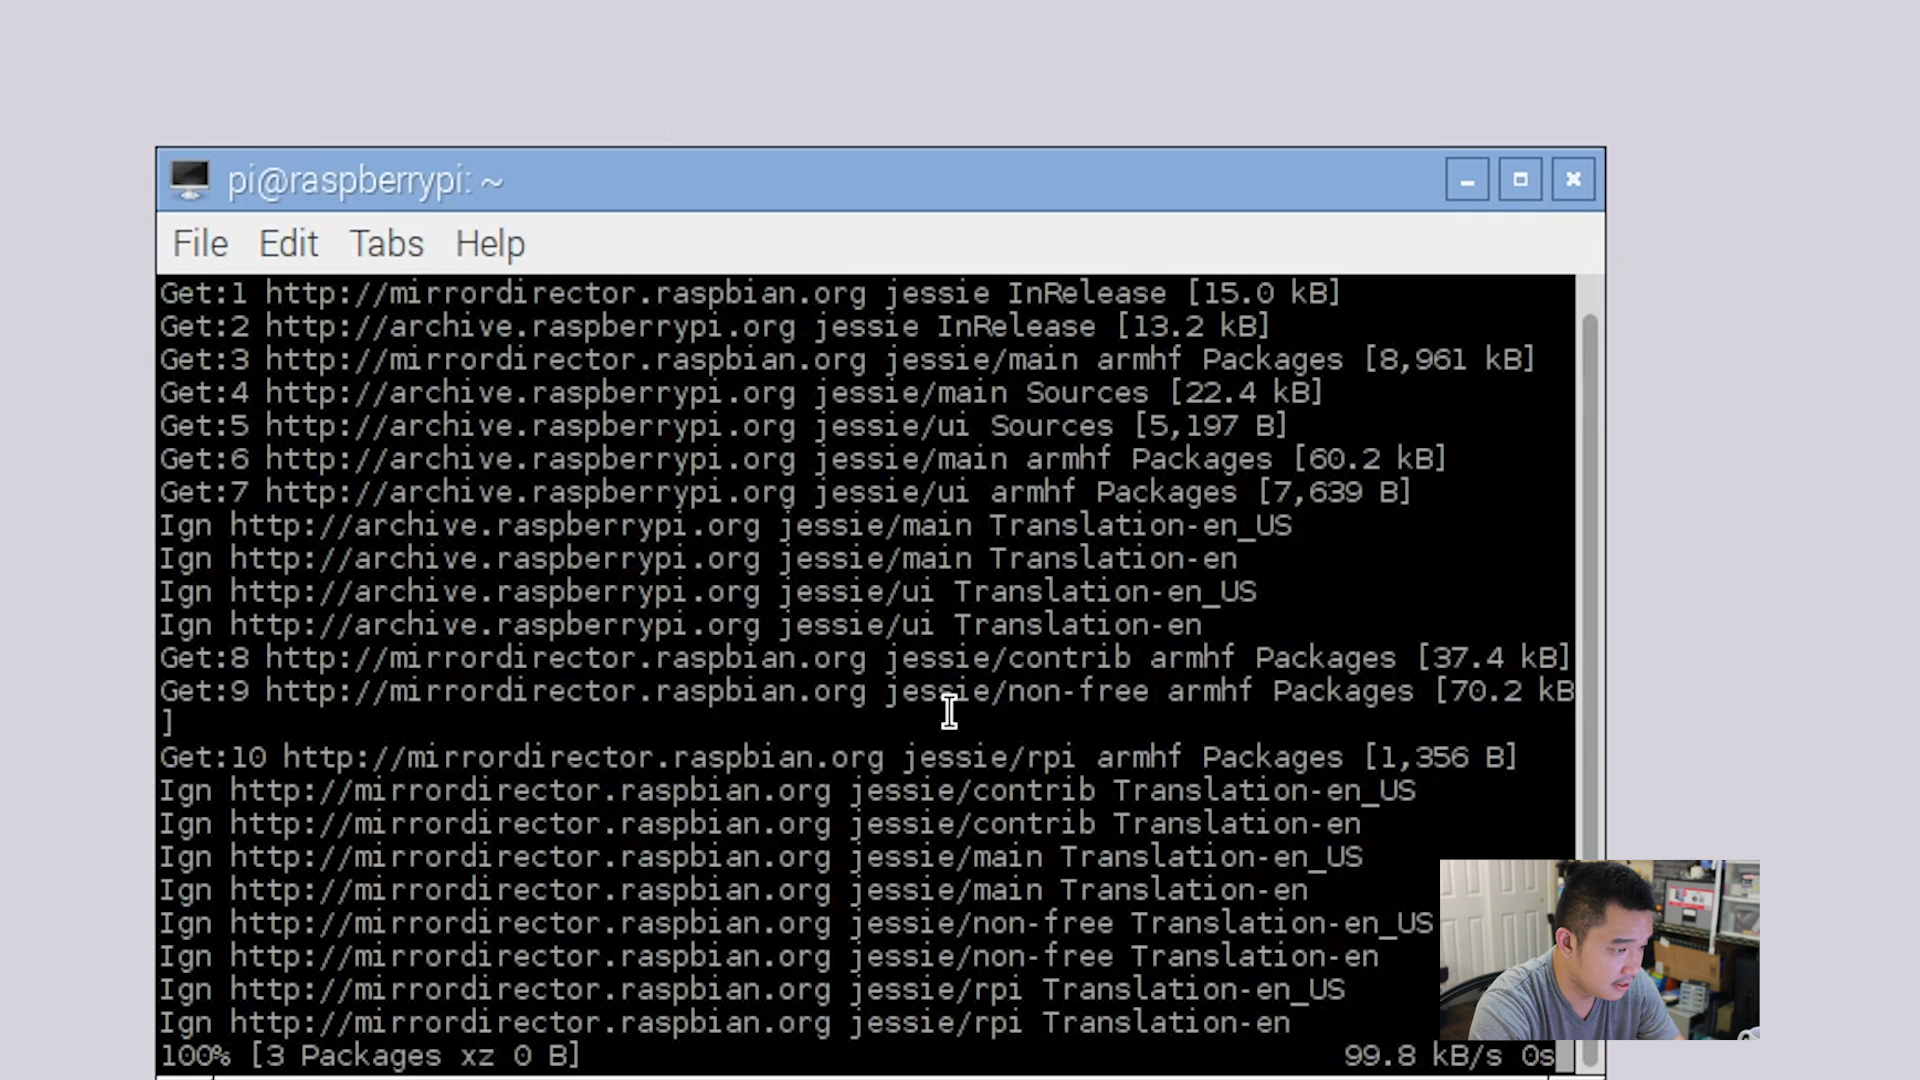 pi@raspberrypi: ~
File Edit Tabs Help
Get:1 http://mirrordirector.raspbian.org jessie InRelease [15.0 kB]
Get:2 http://archive.raspberrypi.org jessie InRelease [13.2 kB]
Get:3 http://mirrordirector.raspbian.org jessie/main armhf Packages [8,961 kB]
Get:4 http://archive.raspberrypi.org jessie/main Sources [22.4 kB]
Get:5 http://archive.raspberrypi.org jessie/ui Sources [5,197 B]
Get:6 http://archive.raspberrypi.org jessie/main armhf Packages [60.2 kB]
Get:7 http://archive.raspberrypi.org jessie/ui armhf Packages [7,639 B]
Ign http://archive.raspberrypi.org jessie/main Translation-en_US
Ign http://archive.raspberrypi.org jessie/main Translation-en
Ign http://archive.raspberrypi.org jessie/ui Translation-en_US
Ign http://archive.raspberrypi.org jessie/ui Translation-en
Get:8 http://mirrordirector.raspbian.org jessie/contrib armhf Packages [37.4 kB]
Get:9 http://mirrordirector.raspbian.org jessie/non-free armhf Packages [70.2 kB
]
Get:10 http://mirrordirector.raspbian.org jessie/rpi armhf Packages [1,356 B]
Ign http://mirrordirector.raspbian.org jessie/contrib Translation-en_US
Ign http://mirrordirector.raspbian.org jessie/contrib Translation-en
Ign http://mirrordirector.raspbian.org jessie/main Translation-en_US
Ign http://mirrordirector.raspbian.org jessie/main Translation-en
Ign http://mirrordirector.raspbian.org jessie/non-free Translation-en_US
Ign http://mirrordirector.raspbian.org jessie/non-free Translation-en
Ign http://mirrordirector.raspbian.org jessie/rpi Translation-en_US
Ign http://mirrordirector.raspbian.org jessie/rpi Translation-en
100% [3 Packages xz 0 B] 99.8 kB/s 0s